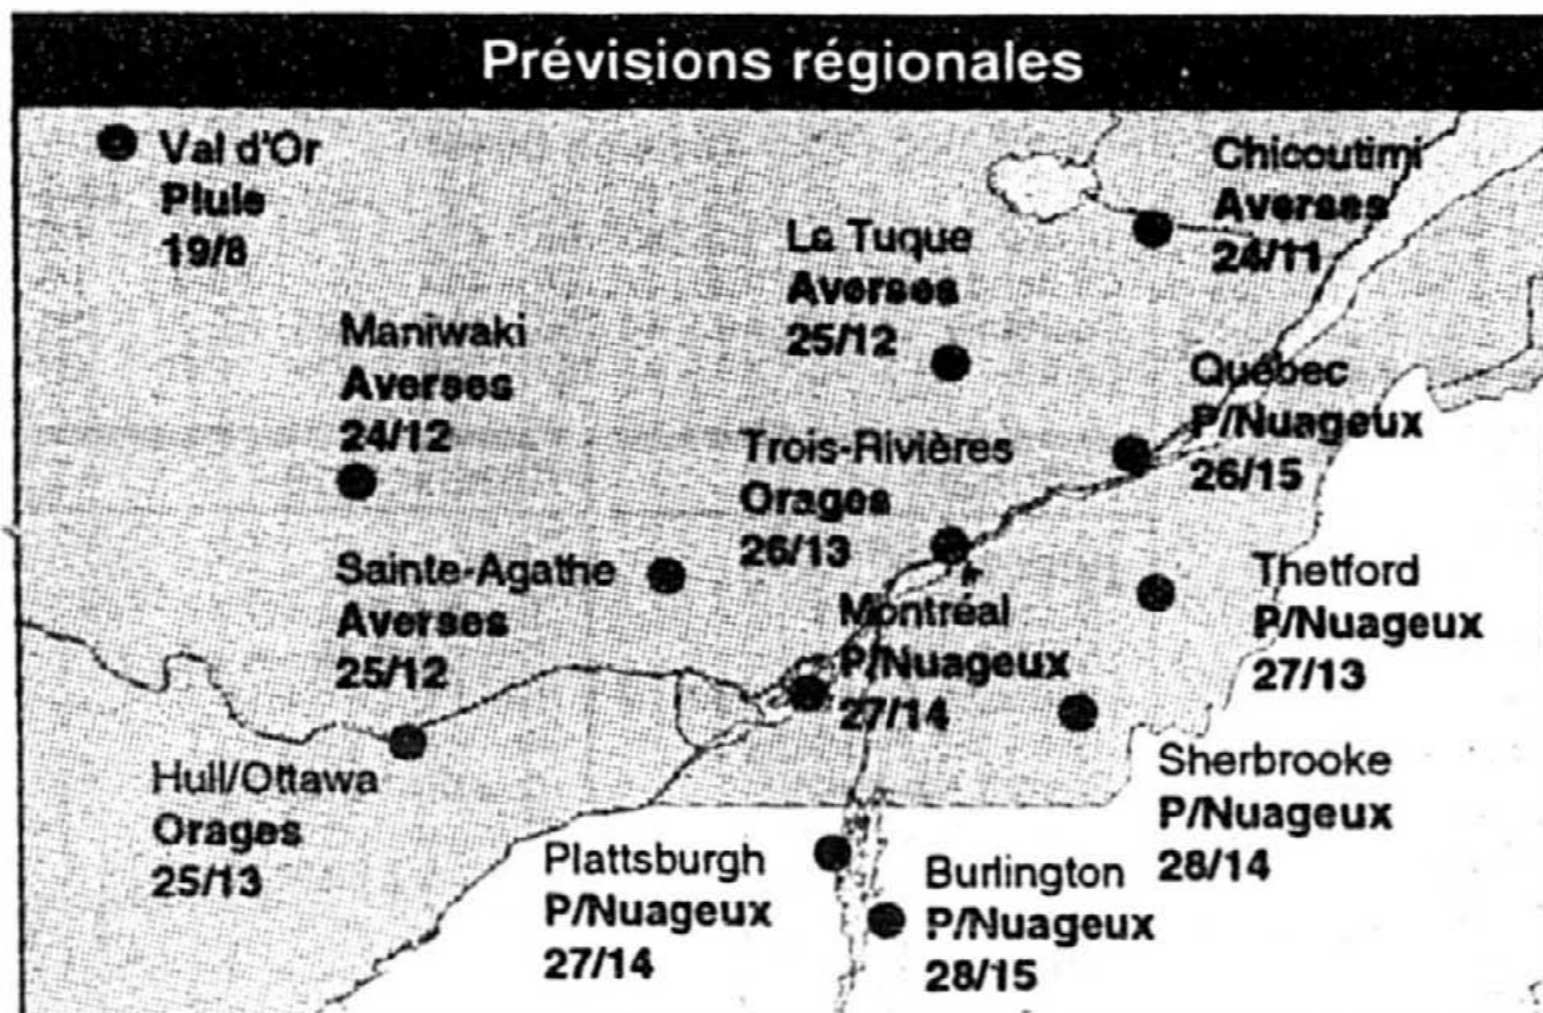 Prévisions régionales
Val d'Or
Pluie
19/8
Chicoutimi
Averses
24/11
La Tuque
Averses
25/12
Maniwaki
Averses
24/12
Québec
P/Nuageux
26/15
Trois-Rivières
Orages
26/13
Sainte-Agathe
Averses
25/12
Thetford
P/Nuageux
27/13
Montréal
P/Nuageux
27/14
Hull/Ottawa
Orages
25/13
Sherbrooke
P/Nuageux
28/14
Plattsburgh
P/Nuageux
27/14
Burlington
P/Nuageux
28/15